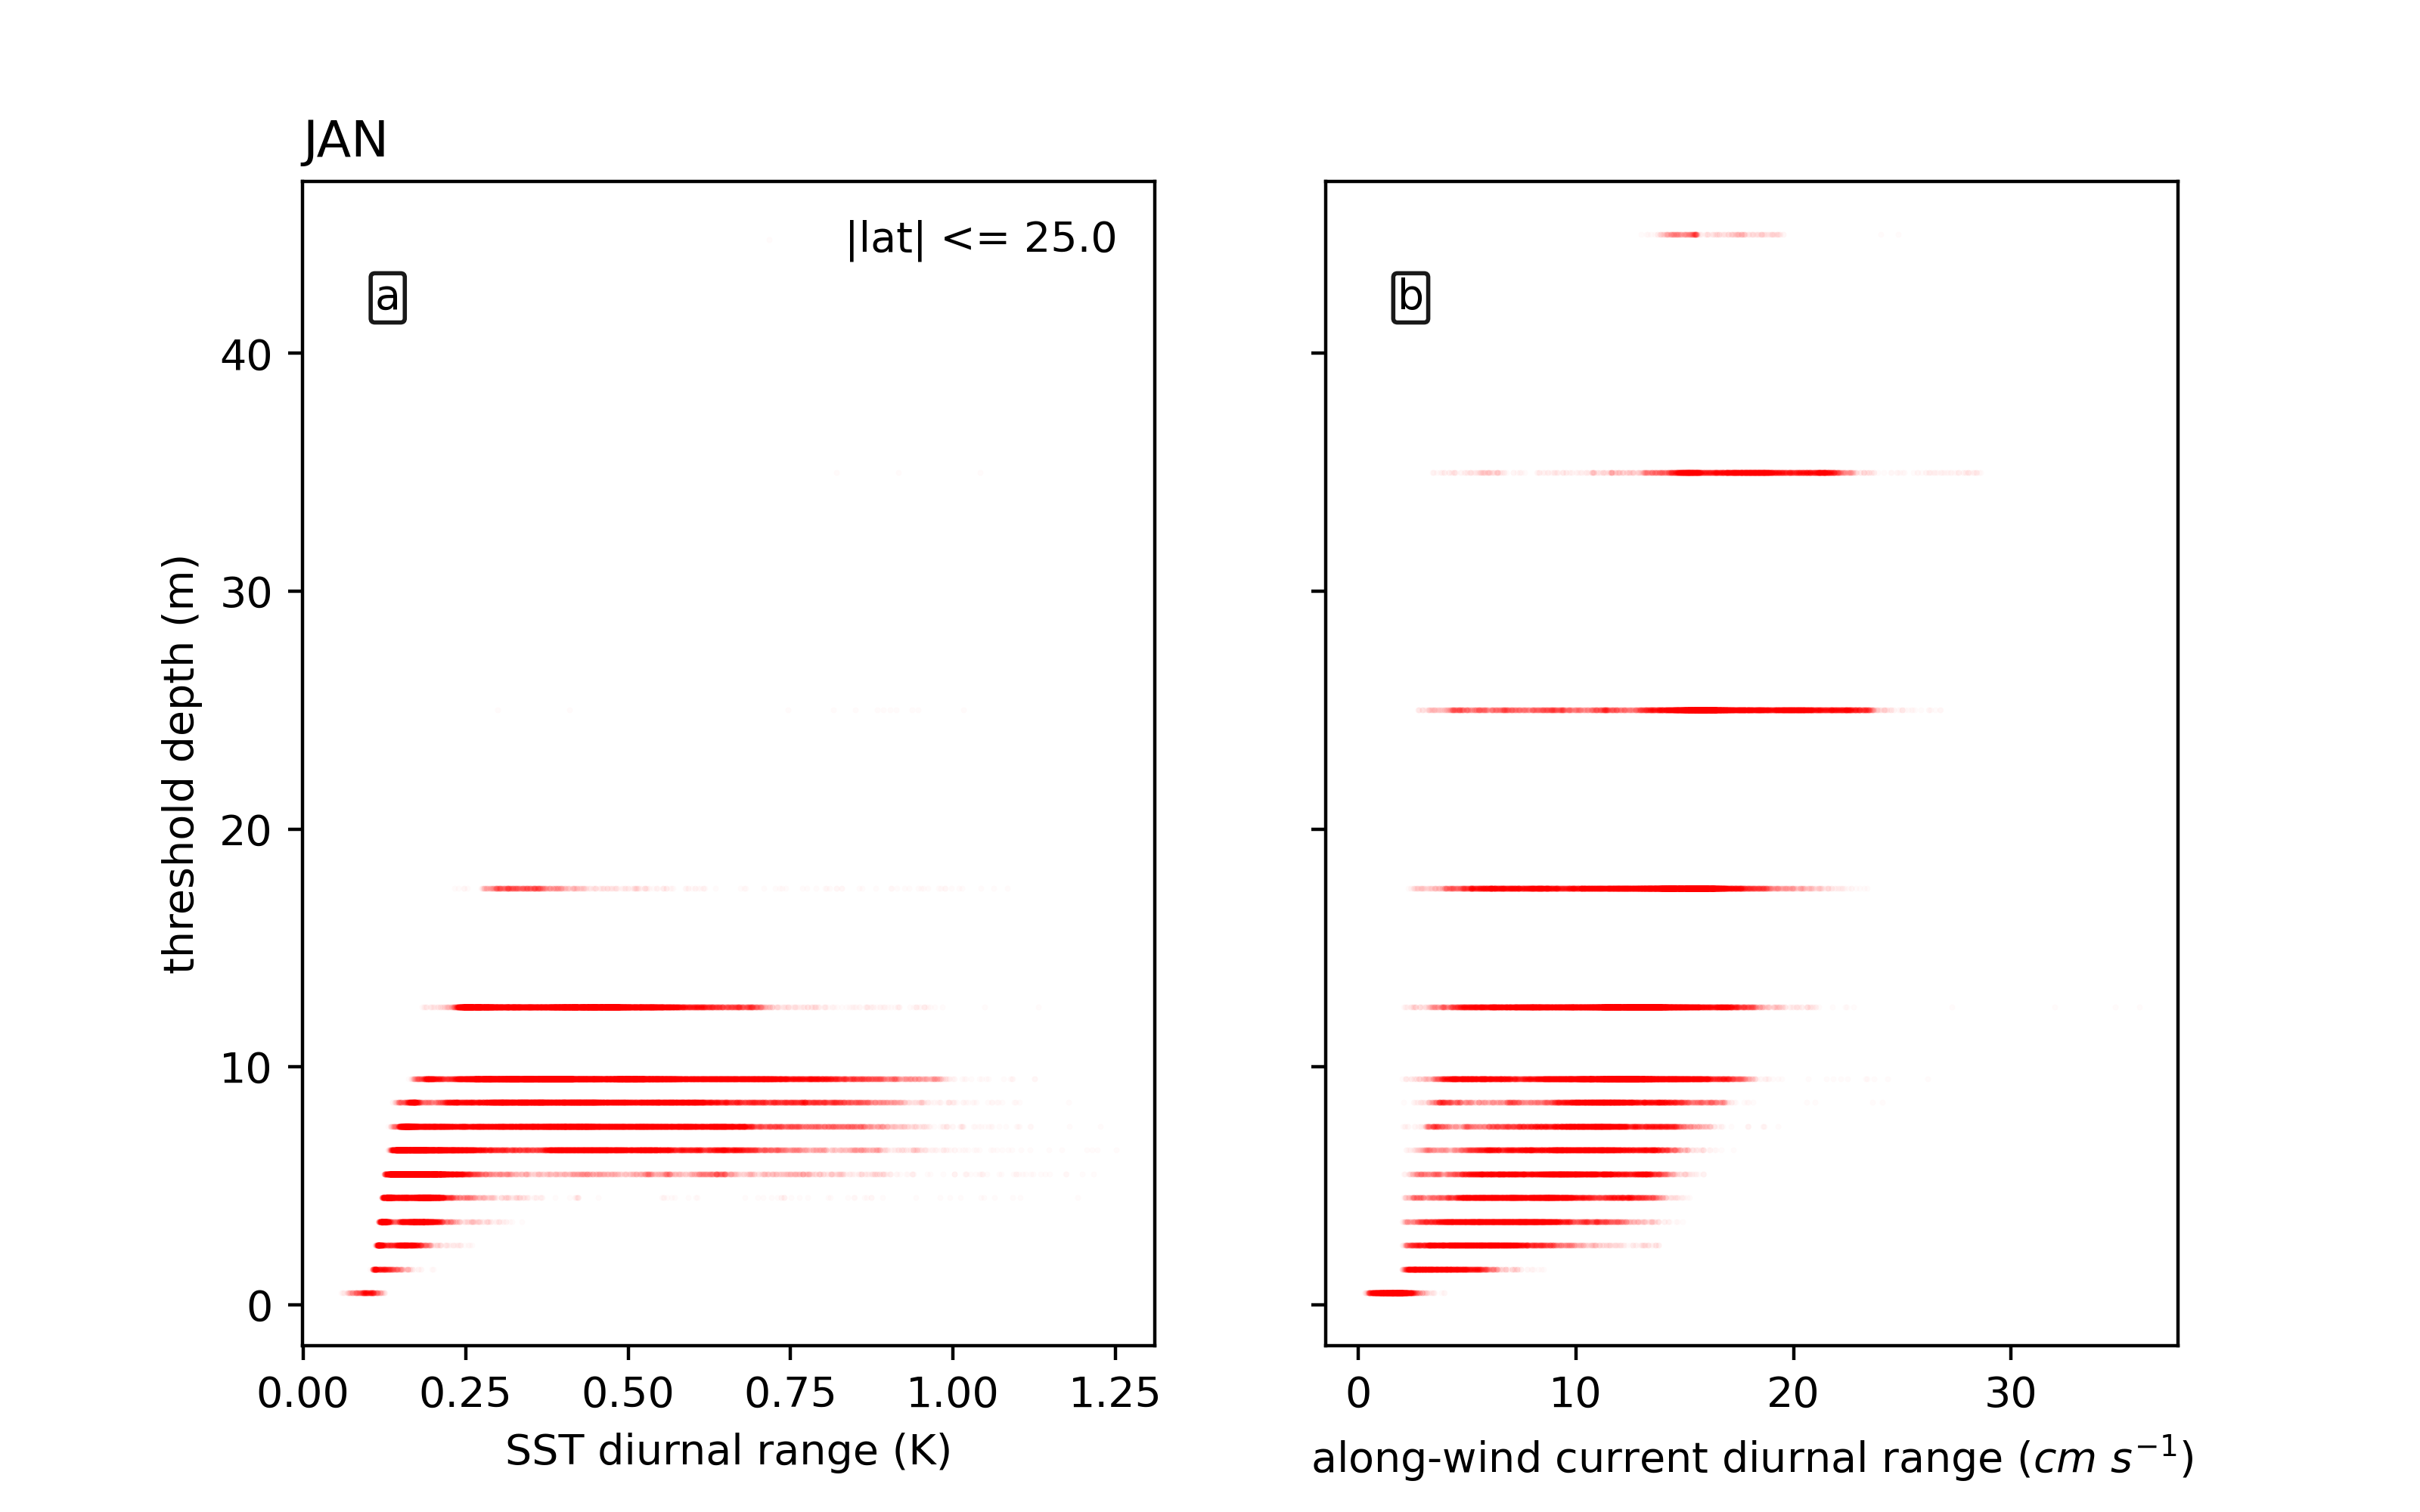 JAN
|lat| <= 25.0
a
b
40
30
20
10
0
threshold depth (m)
0.00 0.25 0.50 0.75 1.00 1.25
0 10 20 30
SST diurnal range (K)
along-wind current diurnal range (cm s⁻¹)